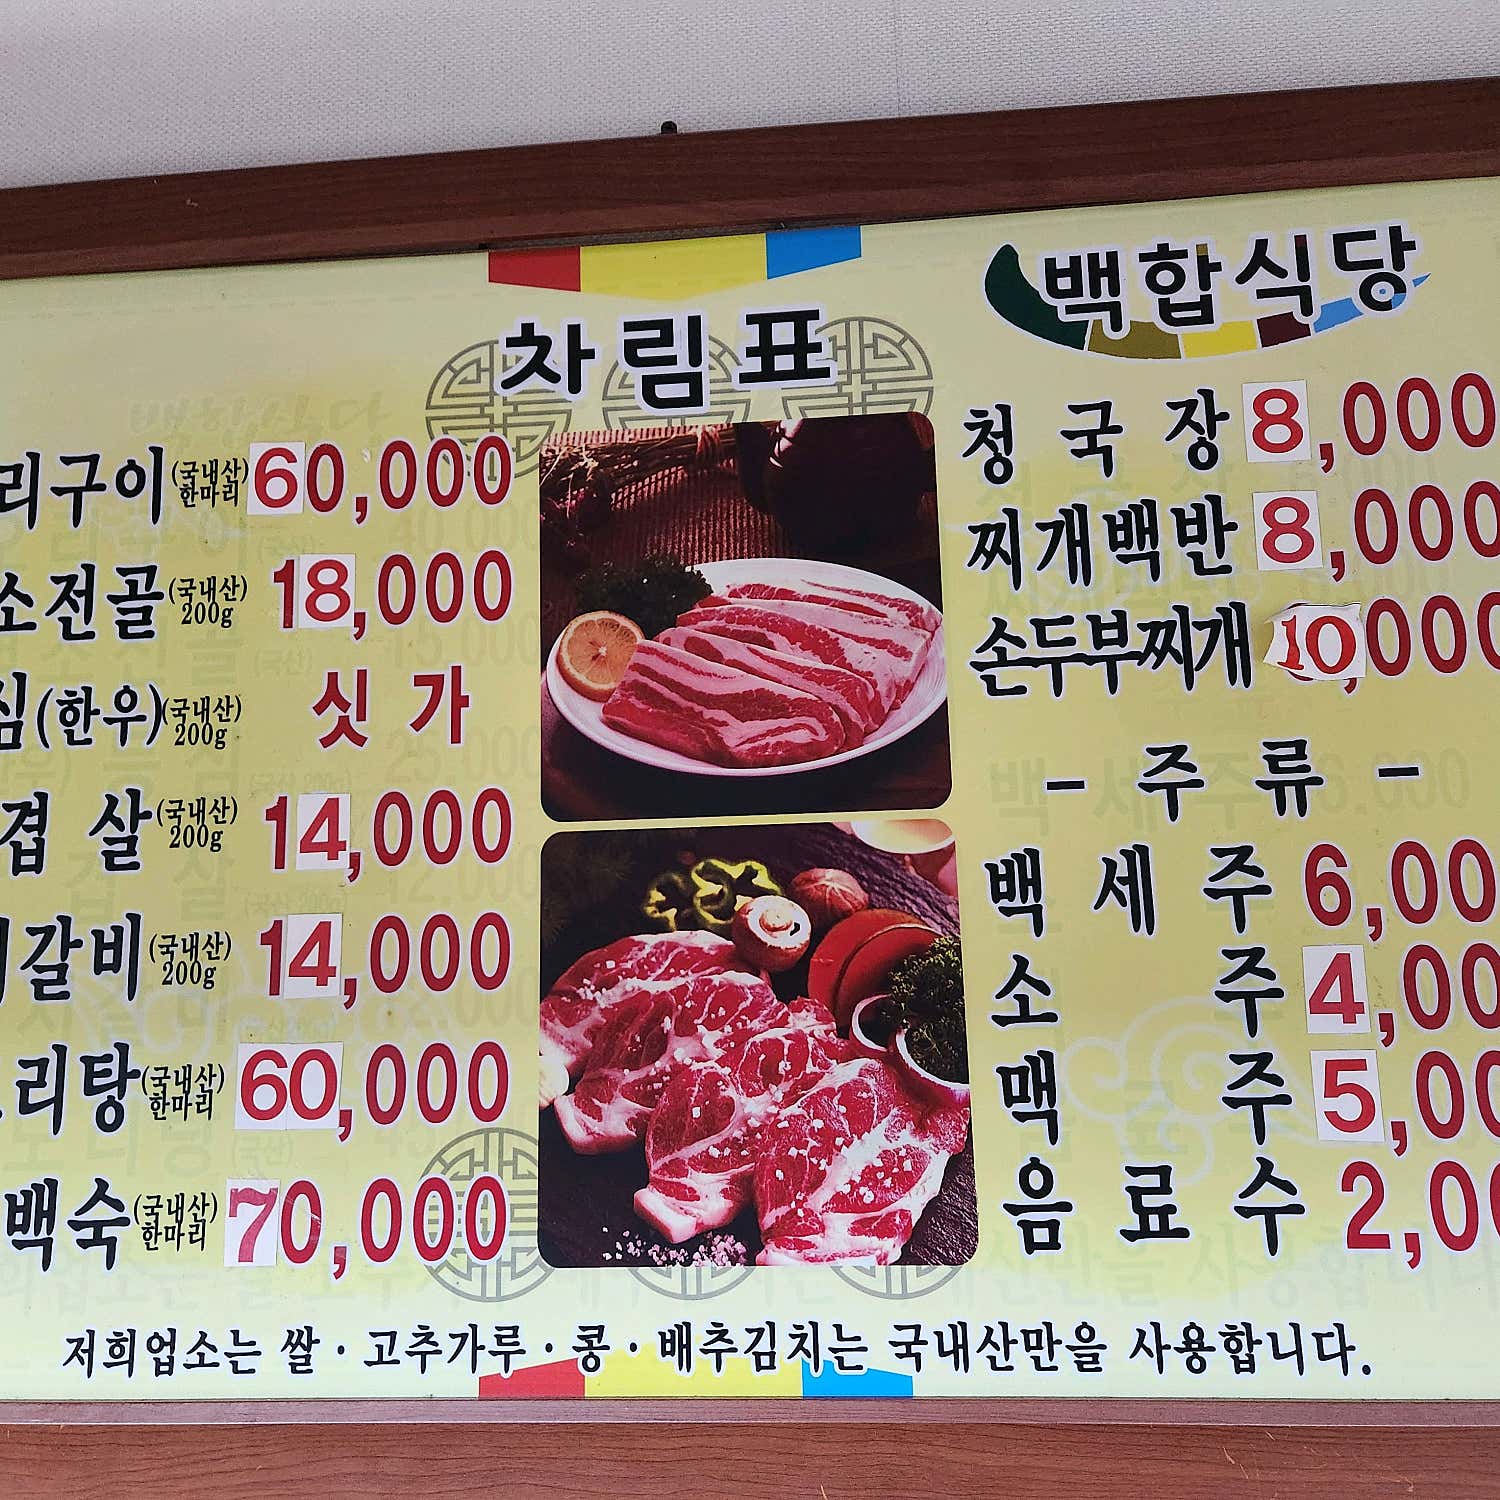 차림표
백합식당
리구이(국내산 한마리) 60,000
소전골(국내산 200g) 18,000
심(한우)(국내산 200g) 싯가
겹살(국내산 200g) 14,000
갈비(국내산 200g) 14,000
리탕(국내산 한마리) 60,000
백숙(국내산 한마리) 70,000
청국장 8,000
찌개백반 8,000
손두부찌개 10,000
- 주류 -
백세주 6,00
소주 4,00
맥주 5,00
음료수 2,00
저희업소는 쌀·고추가루·콩·배추김치는 국내산만을 사용합니다.